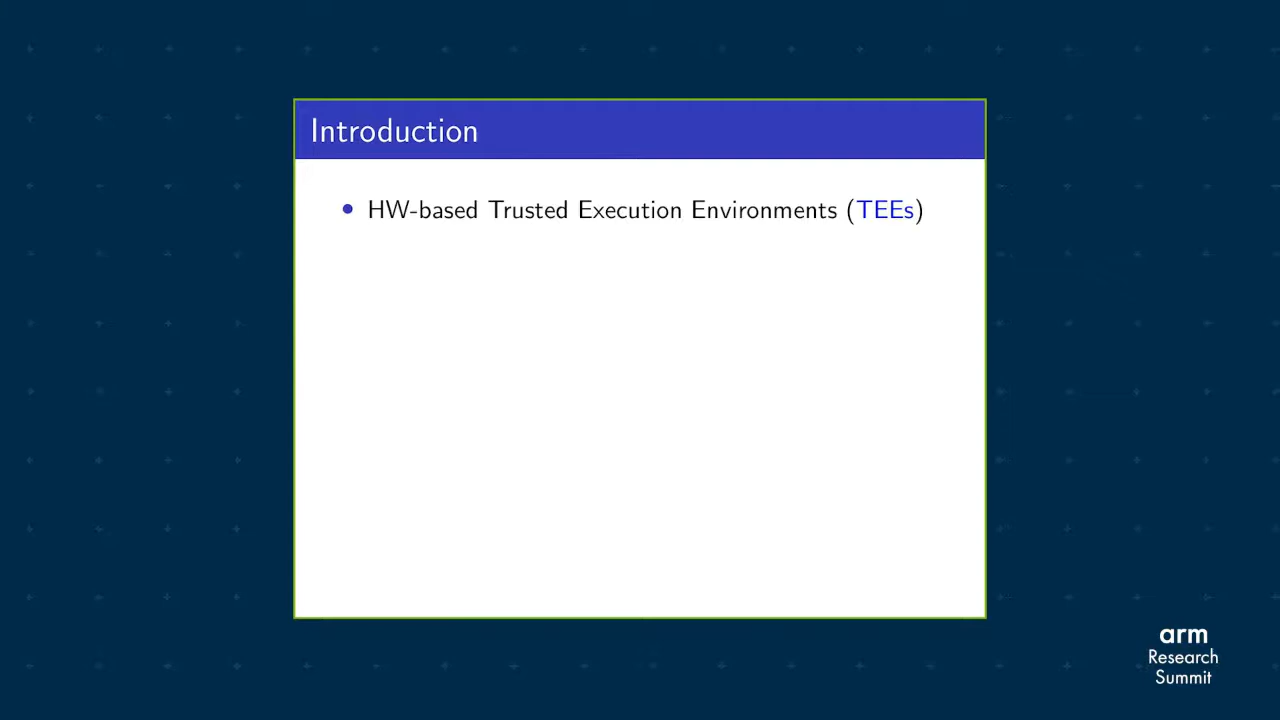 Introduction
• HW-based Trusted Execution Environments (TEEs)
arm
Research
Summit